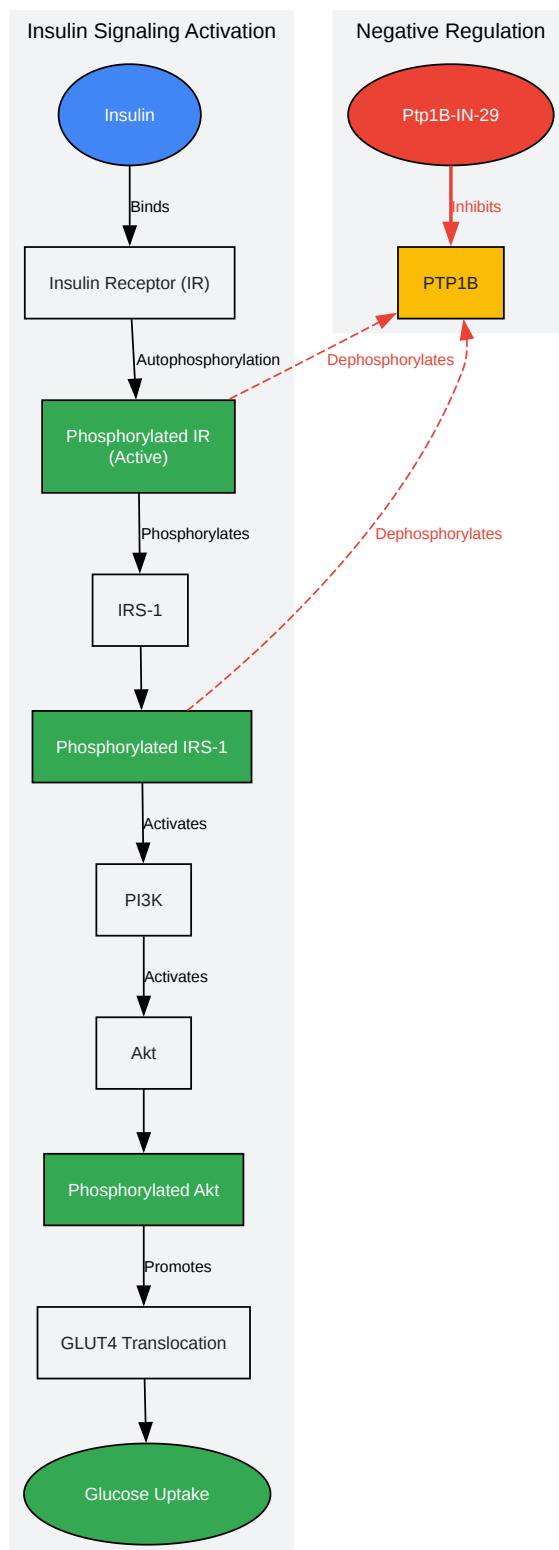 Insulin Signaling Activation
Negative Regulation
Insulin
Ptp1B-IN-29
Binds
Inhibits
Insulin Receptor (IR)
PTP1B
Autophosphorylation
Dephosphorylates
Phosphorylated IR
(Active)
Phosphorylates
Dephosphorylates
IRS-1
Phosphorylated IRS-1
Activates
PI3K
Activates
Akt
Phosphorylated Akt
Promotes
GLUT4 Translocation
Glucose Uptake